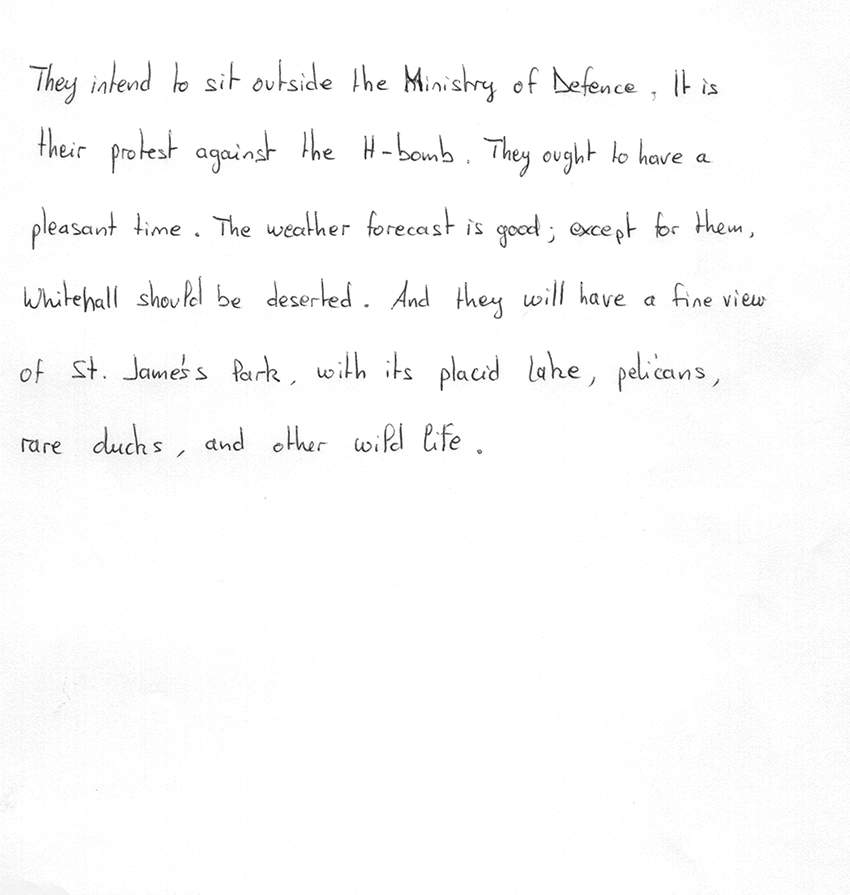 They intend to sit outside the Ministry of Defence, It is
their protest against the H-bomb. They ought to have a
pleasant time. The weather forecast is good; except for them,
Whitehall should be deserted. And they will have a fine view
of St. James's Park, with its placid lake, pelicans,
rare ducks, and other wild life.